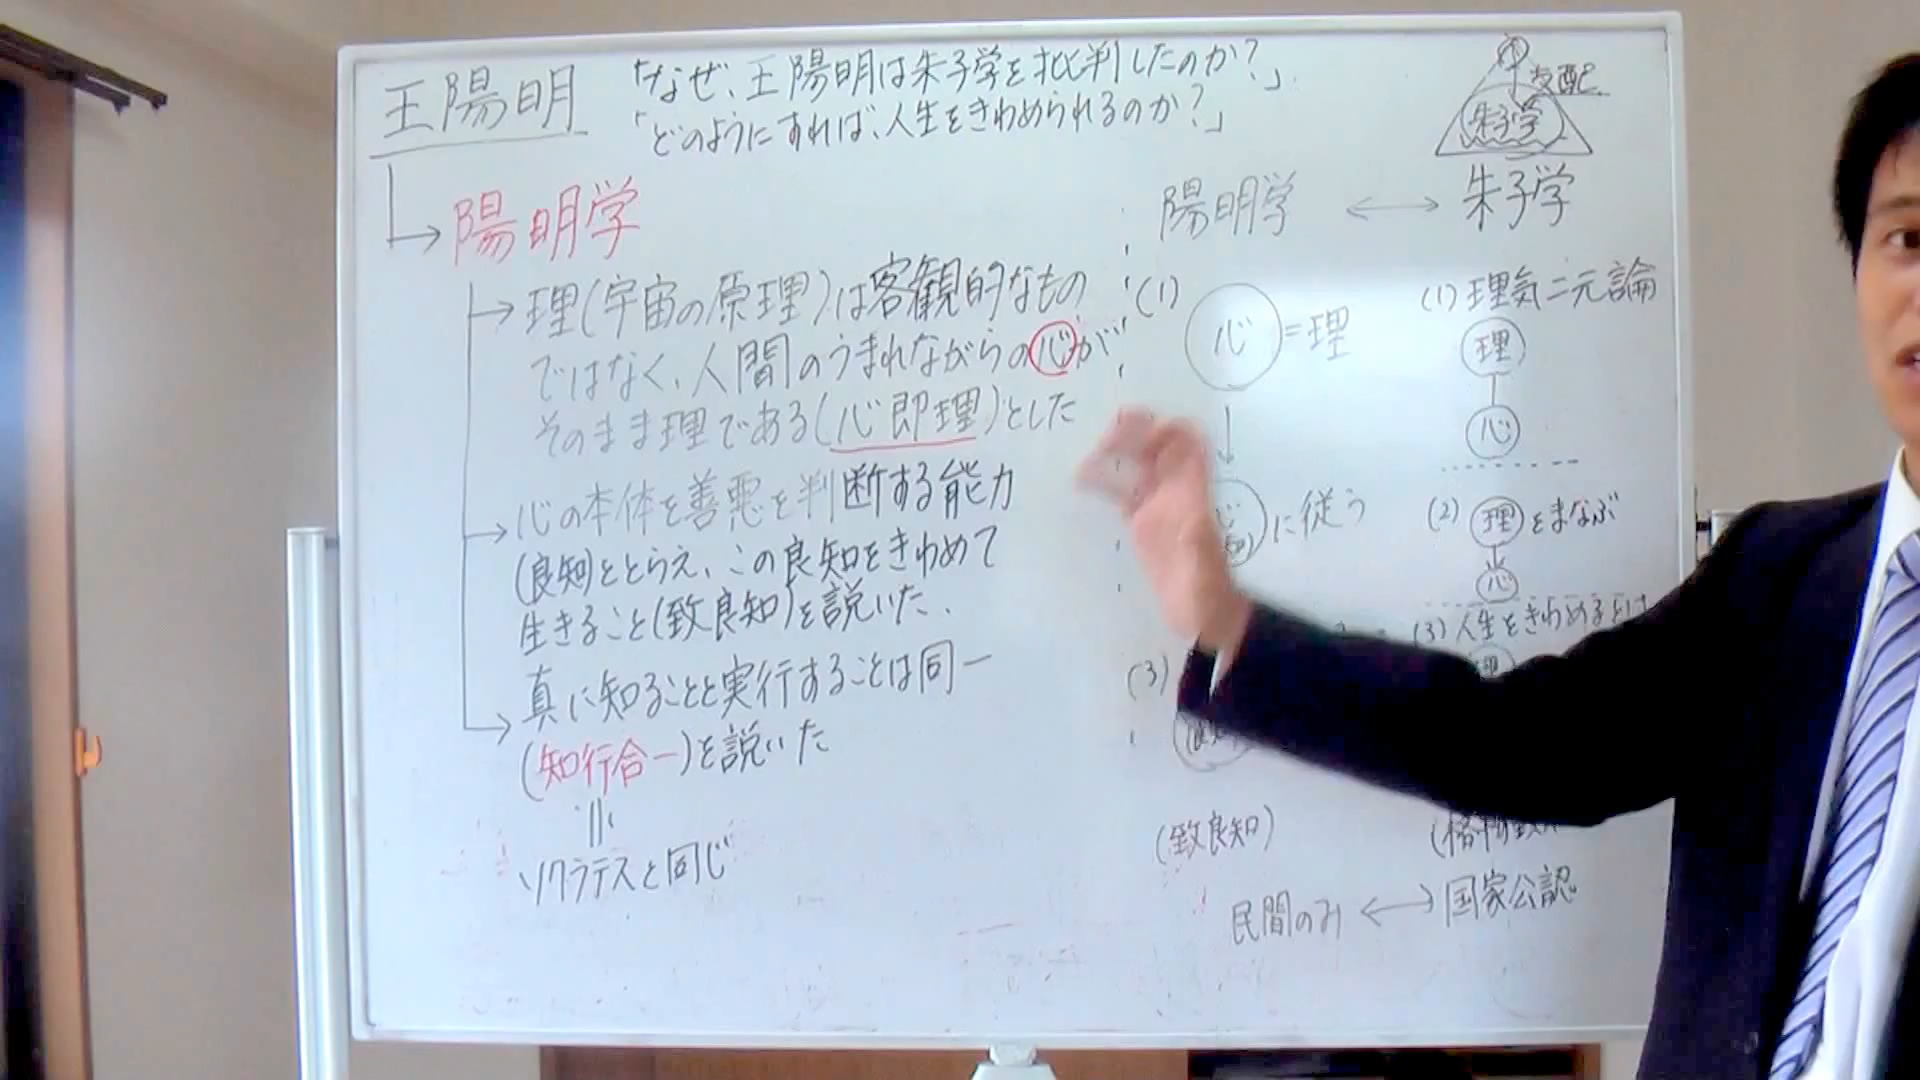 王陽明
「なぜ、王陽明は朱子学を批判したのか?」
「どのようにすれば、人生をきわめられるのか?」
陽明学
理(宇宙の原理)は客観的なもの
ではなく、人間のうまれながらの心が
そのまま理である(心即理)とした
心の本体を善悪を判断する能力
(良知)ととらえ、この良知をきわめて
生きること(致良知)を説いた.
真に知ることと実行することは同一
(知行合一)を説いた
=
ソクラテスと同じ
支配
朱子学
陽明学 ↔ 朱子学
(1)
心=理
に従う
(3)
(致良知)
(1)理気二元論
理
心
(2)理をまなぶ
心
(3)人生をきわめるとは
民間のみ ↔ 国家公認